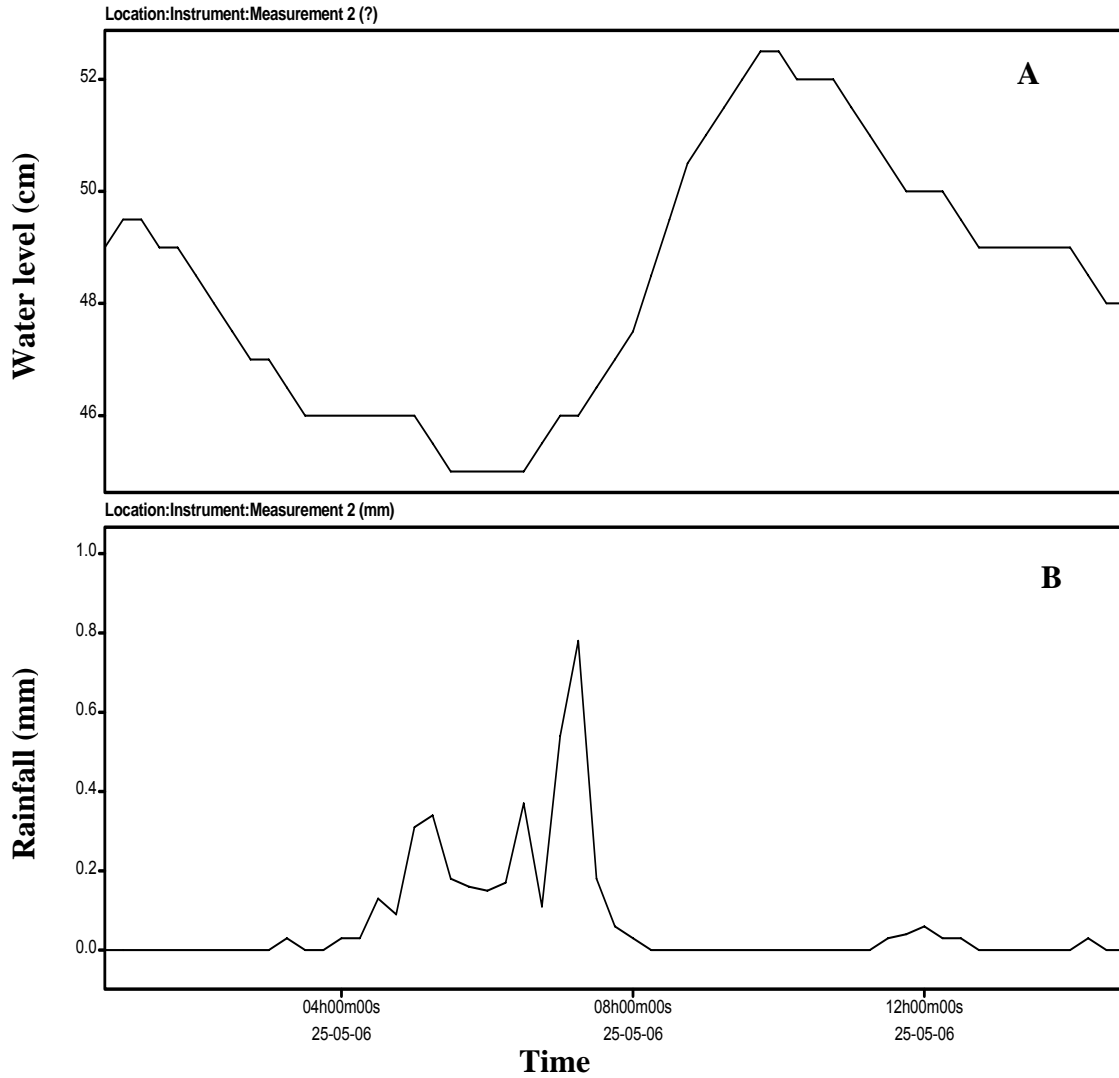 Location:Instrument:Measurement 2 (?)
A
Water level (cm)
52
50
48
46
Location:Instrument:Measurement 2 (mm)
B
Rainfall (mm)
1.0
0.8
0.6
0.4
0.2
0.0
04h00m00s 08h00m00s 12h00m00s
25-05-06 25-05-06 25-05-06
Time